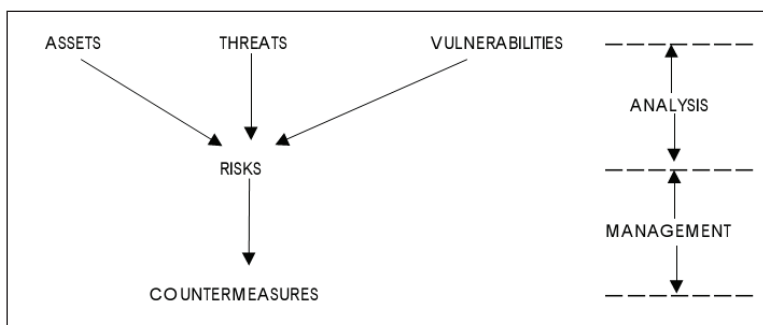 ASSETS THREATS VULNERABILITIES
ANALYSIS
RISKS
MANAGEMENT
COUNTERMEASURES